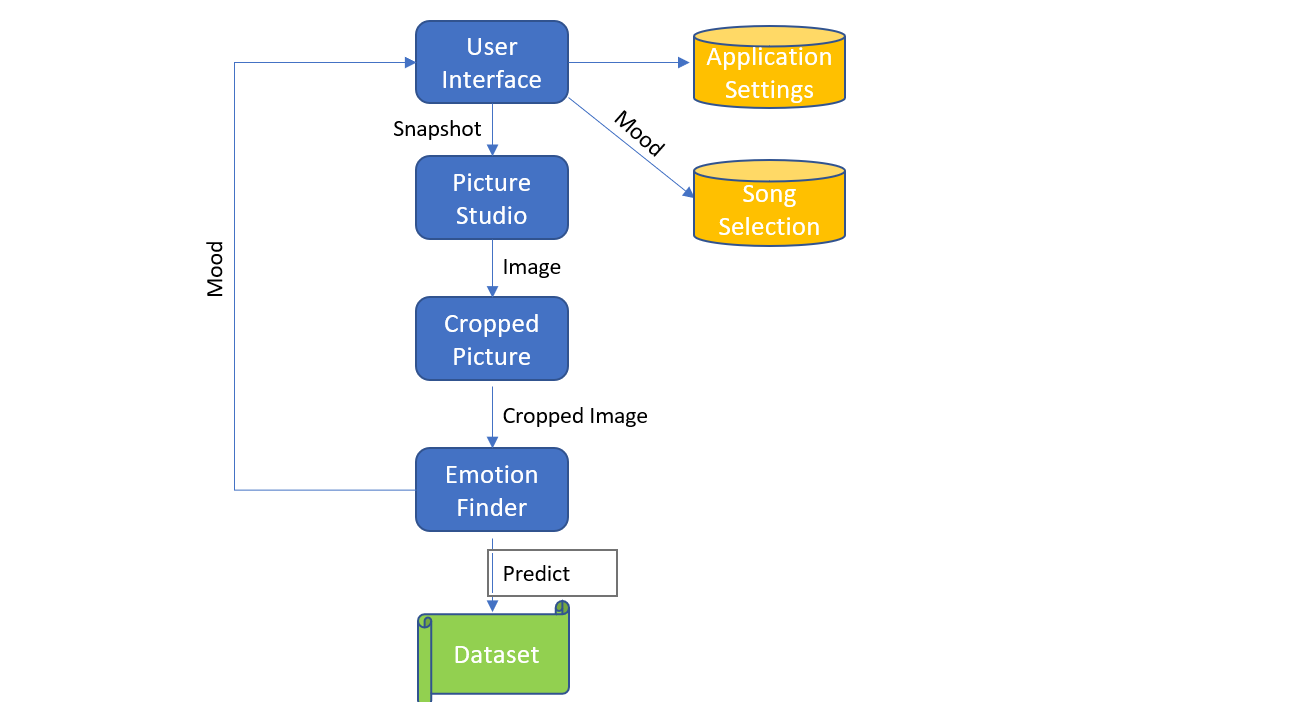 User
Interface
Application
Settings
Snapshot
Mood
Picture
Studio
Song
Selection
Mood
Image
Cropped
Picture
Cropped Image
Emotion
Finder
Predict
Dataset